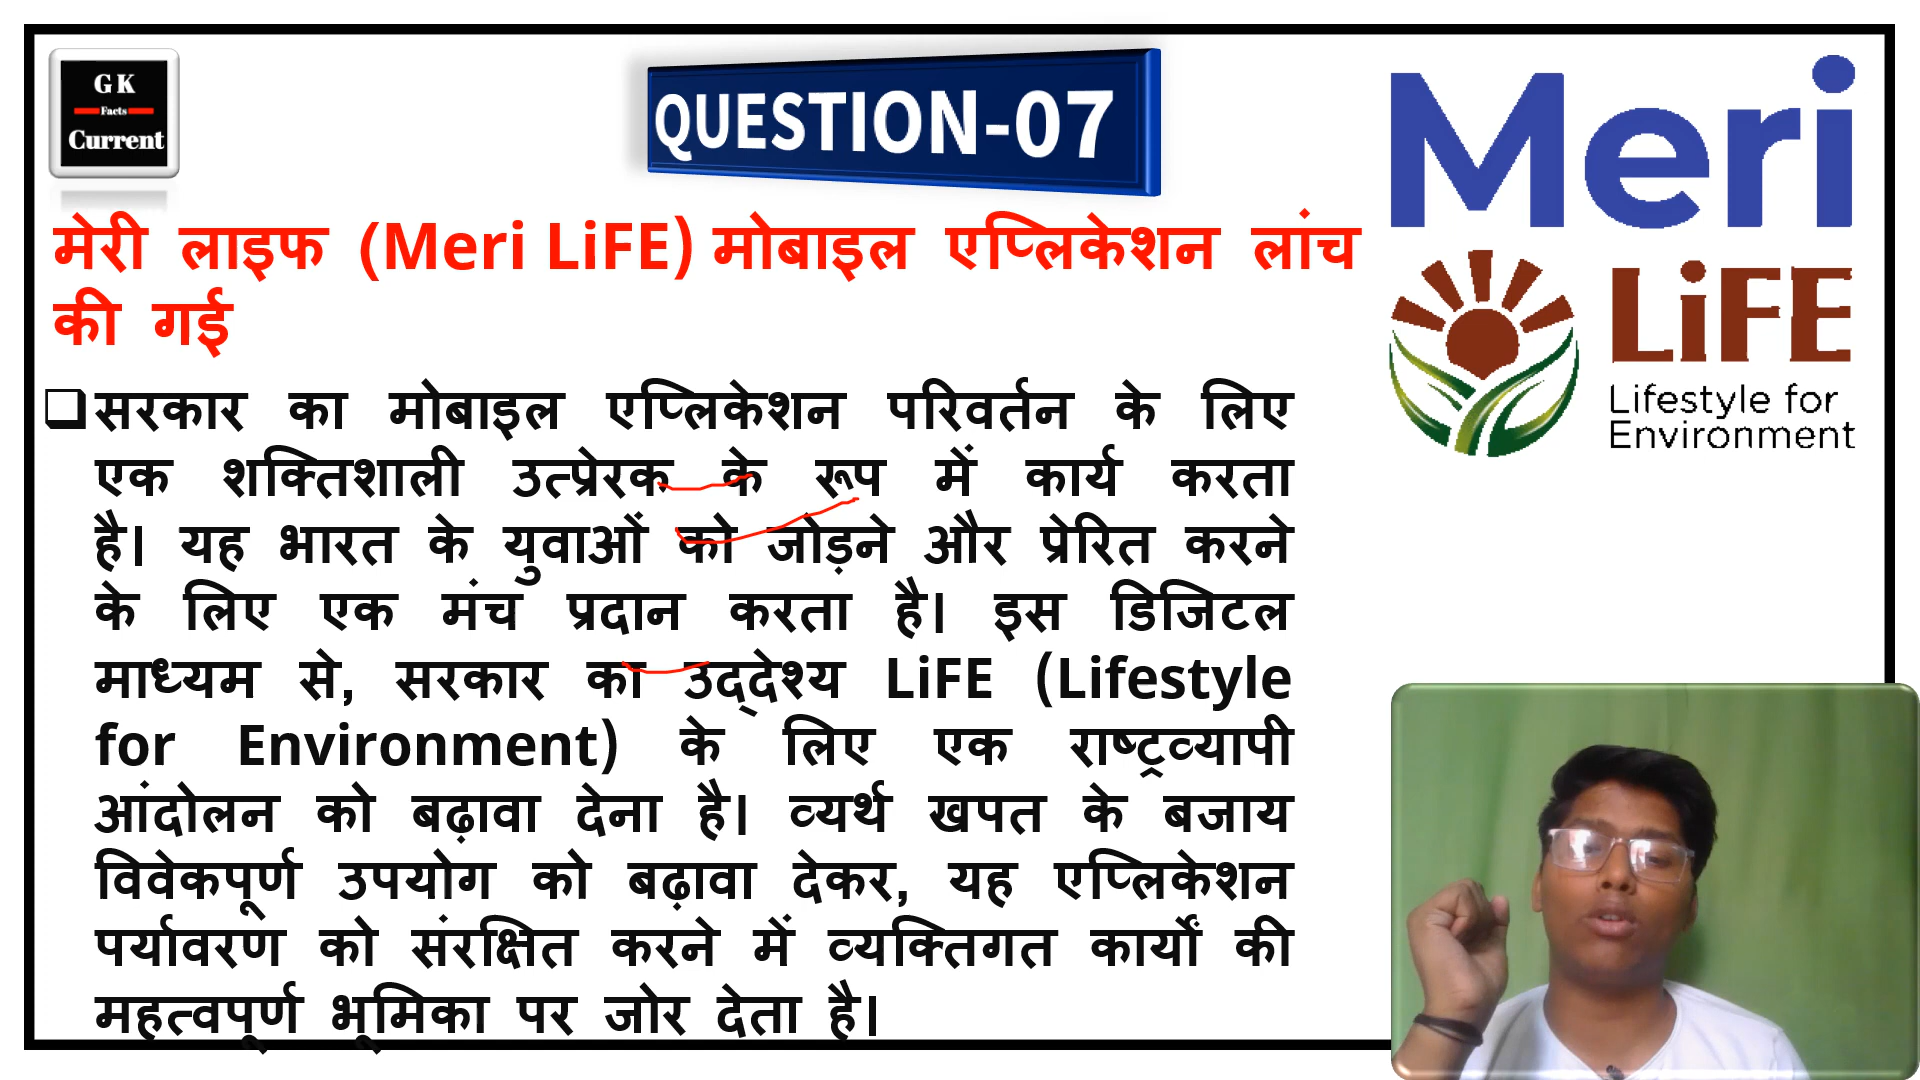 GK
Facts
Current
QUESTION-07
Meri
LiFE
Lifestyle for
Environment
मेरी लाइफ (Meri LiFE) मोबाइल एप्लिकेशन लांच
की गई
सरकार का मोबाइल एप्लिकेशन परिवर्तन के लिए
एक शक्तिशाली उत्प्रेरक के रूप में कार्य करता
है। यह भारत के युवाओं को जोड़ने और प्रेरित करने
के लिए एक मंच प्रदान करता है। इस डिजिटल
माध्यम से, सरकार का उद्देश्य LiFE (Lifestyle
for Environment) के लिए एक राष्ट्रव्यापी
आंदोलन को बढ़ावा देना है। व्यर्थ खपत के बजाय
विवेकपूर्ण उपयोग को बढ़ावा देकर, यह एप्लिकेशन
पर्यावरण को संरक्षित करने में व्यक्तिगत कार्यों की
महत्वपूर्ण भूमिका पर जोर देता है।